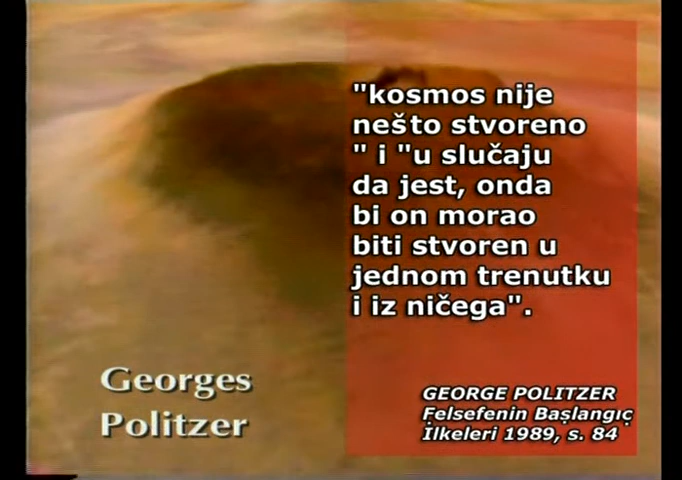 "kosmos nije
nešto stvoreno
" i "u slučaju
da jest, onda
bi on morao
biti stvoren u
jednom trenutku
i iz ničega".
Georges
Politzer
GEORGE POLITZER
Felsefenin Başlangıç
İlkeleri 1989, s. 84